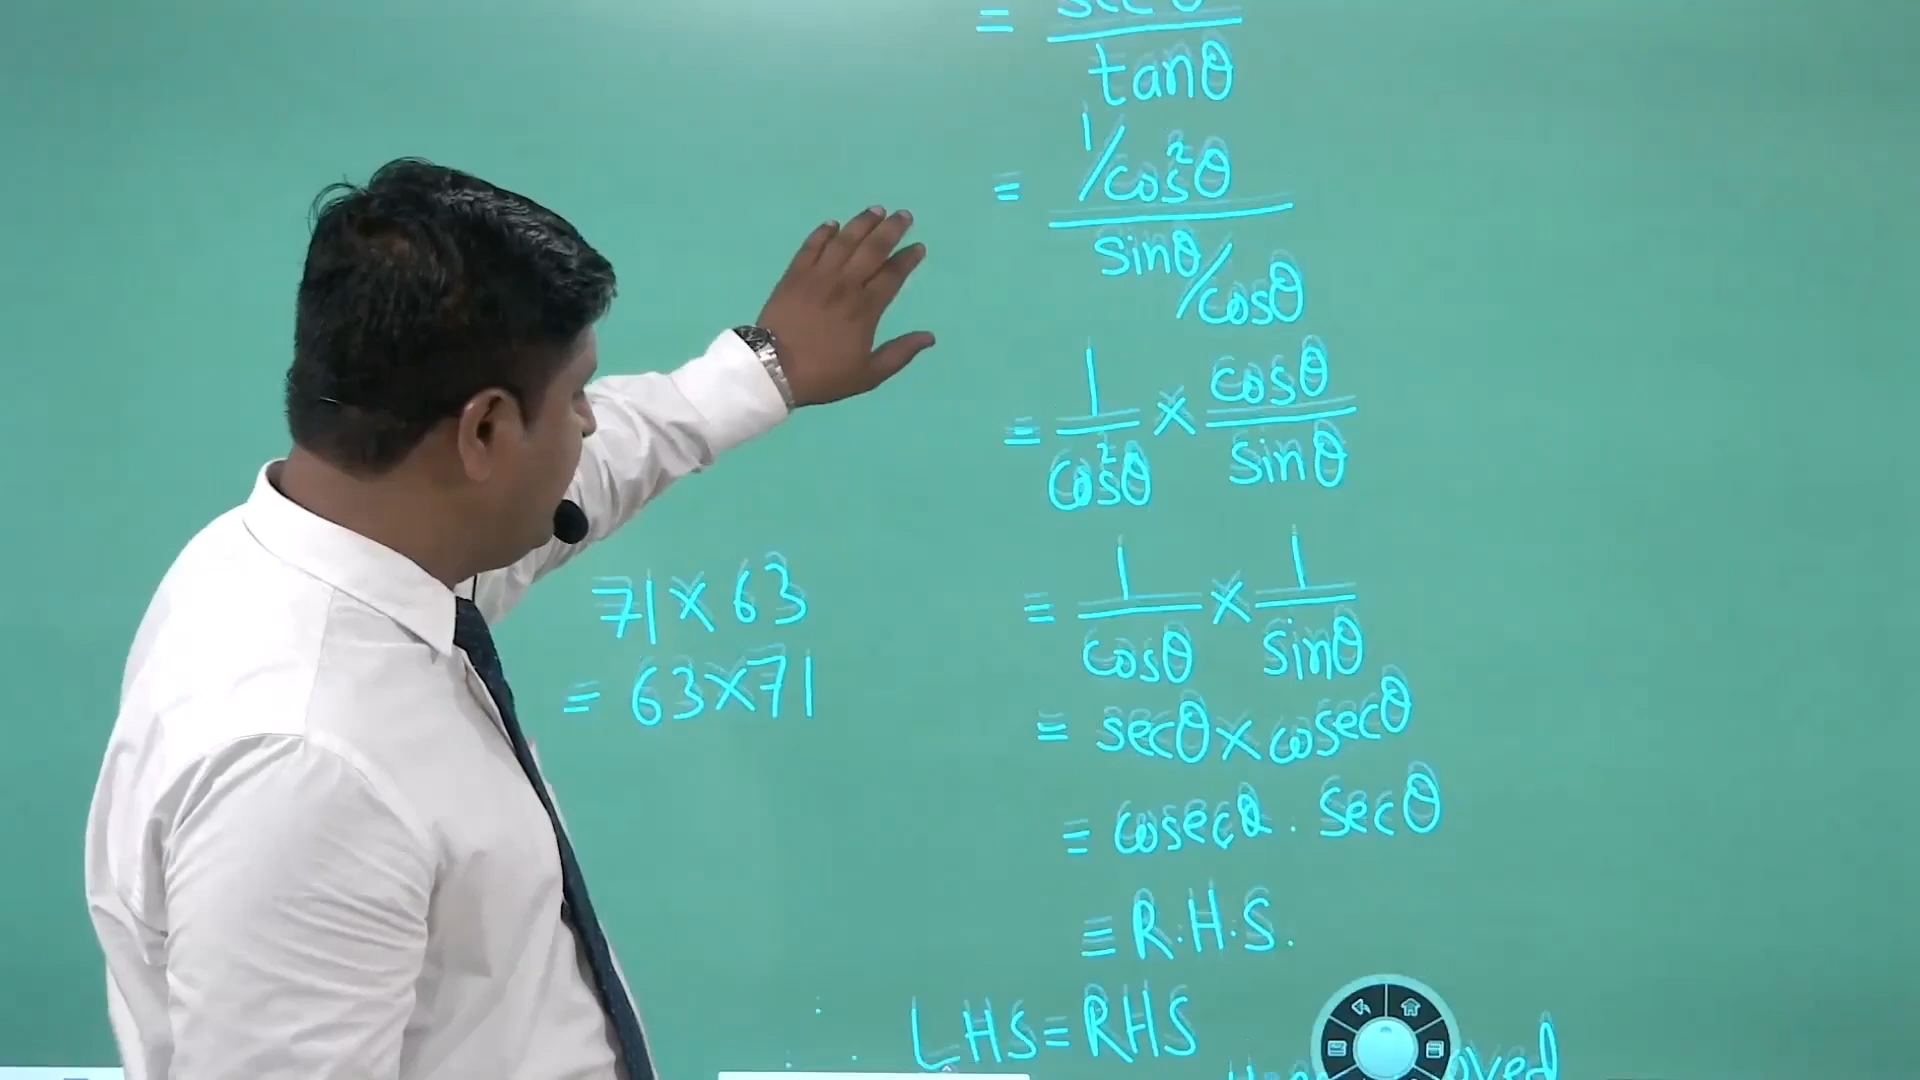 = sec²θ/tanθ
= 1/cos²θ / sinθ/cosθ
= 1/cos²θ × cosθ/sinθ
= 1/cosθ × 1/sinθ
= secθ × cosecθ
= cosecθ . secθ
= R.H.S.
LHS = RHS
71 × 63
= 63 × 71